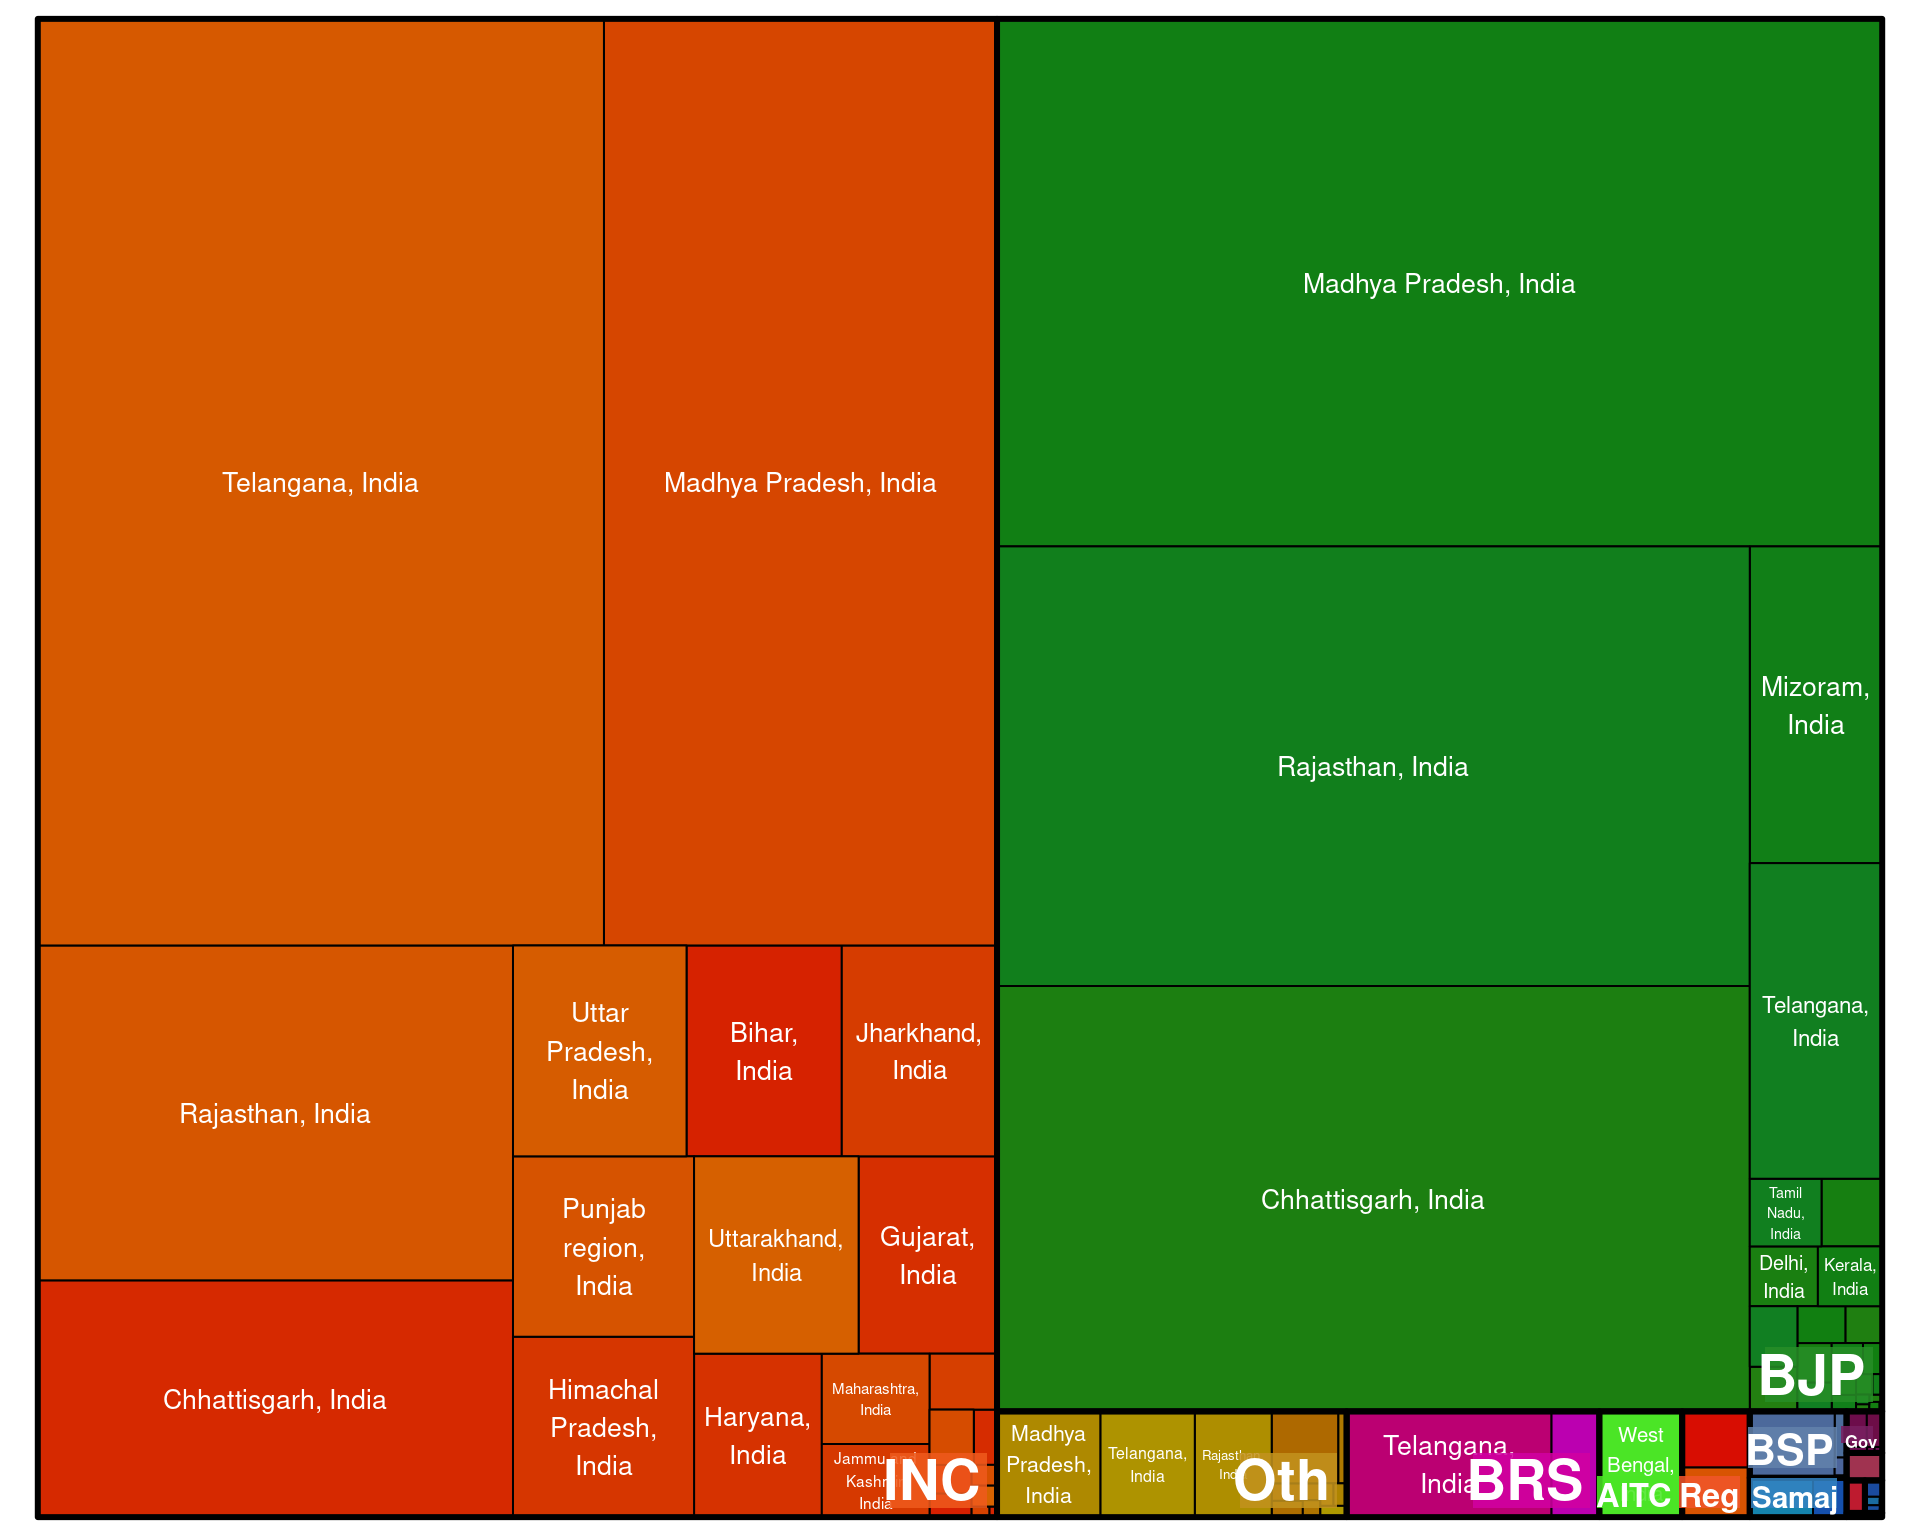 Telangana, India
Madhya Pradesh, India
Rajasthan, India
Chhattisgarh, India
Uttar
Pradesh,
India
Bihar,
India
Jharkhand,
India
Punjab
region,
India
Uttarakhand,
India
Gujarat,
India
Himachal
Pradesh,
India
Haryana,
India
Maharashtra,
India
Jammu and
Kashmir,
India
INC
Madhya Pradesh, India
Rajasthan, India
Chhattisgarh, India
Mizoram,
India
Telangana,
India
Tamil
Nadu,
India
Delhi,
India
Kerala,
India
BJP
Madhya
Pradesh,
India
Telangana,
India
Rajasthan,
India
Oth
Telangana,
India
BRS
West
Bengal,
AITC
Reg
BSP
Samaj
Gov